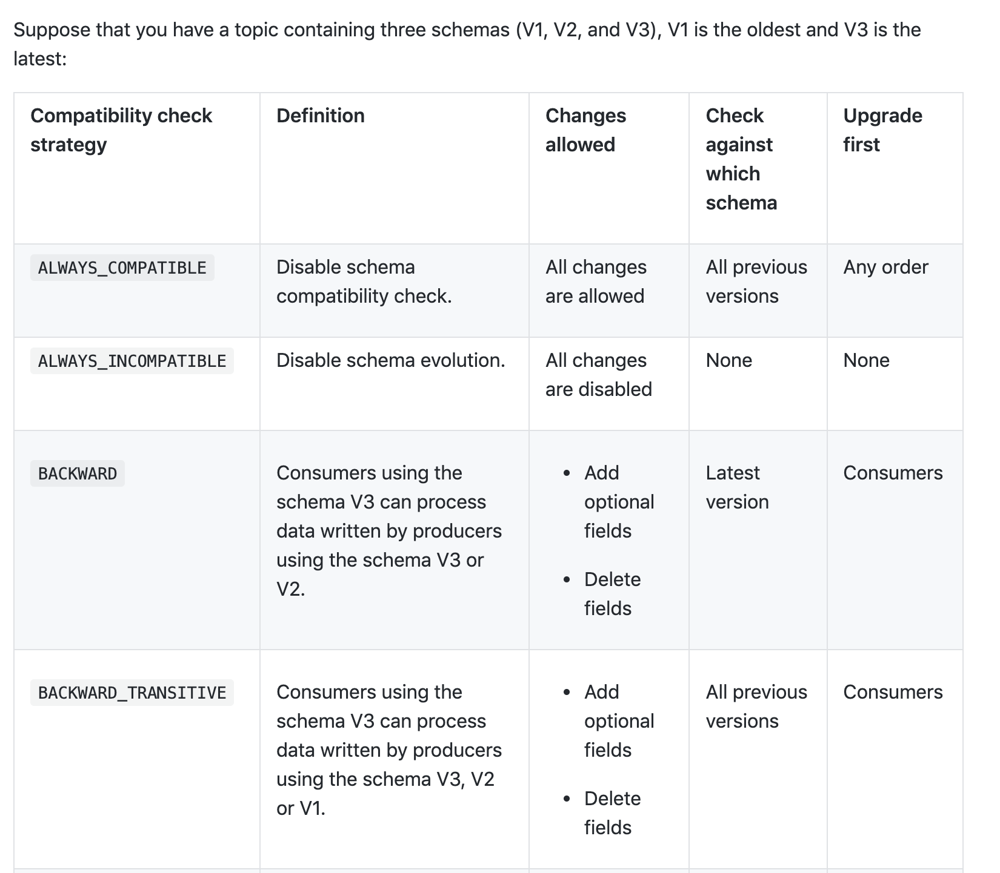 Suppose that you have a topic containing three schemas (V1, V2, and V3), V1 is the oldest and V3 is the
latest:
Compatibility check
strategy
Definition
Changes
allowed
Check
against
which
schema
Upgrade
first
ALWAYS_COMPATIBLE
Disable schema
compatibility check.
All changes
are allowed
All previous
versions
Any order
ALWAYS_INCOMPATIBLE
Disable schema evolution.
All changes
are disabled
None
None
BACKWARD
Consumers using the
schema V3 can process
data written by producers
using the schema V3 or
V2.
• Add
optional
fields
• Delete
fields
Latest
version
Consumers
BACKWARD_TRANSITIVE
Consumers using the
schema V3 can process
data written by producers
using the schema V3, V2
or V1.
• Add
optional
fields
• Delete
fields
All previous
versions
Consumers